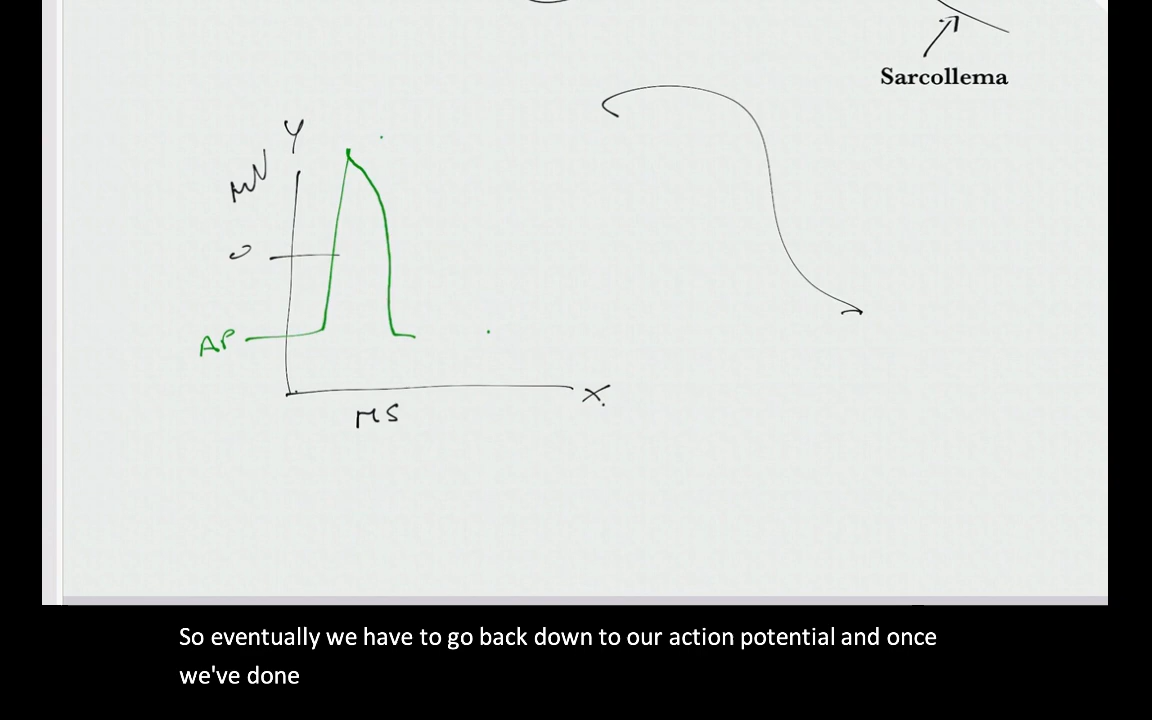 Sarcollema
Y
MV
0
AP
X
MS
So eventually we have to go back down to our action potential and once
we've done